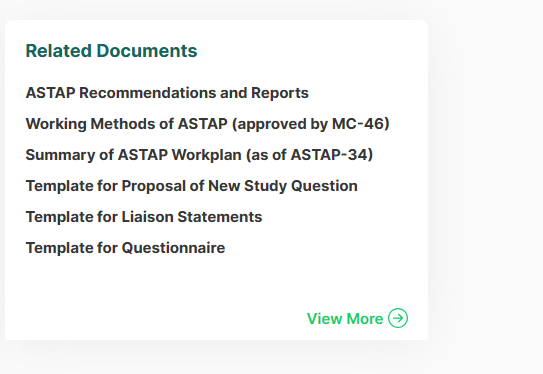 Related Documents
ASTAP Recommendations and Reports
Working Methods of ASTAP (approved by MC-46)
Summary of ASTAP Workplan (as of ASTAP-34)
Template for Proposal of New Study Question
Template for Liaison Statements
Template for Questionnaire
View More